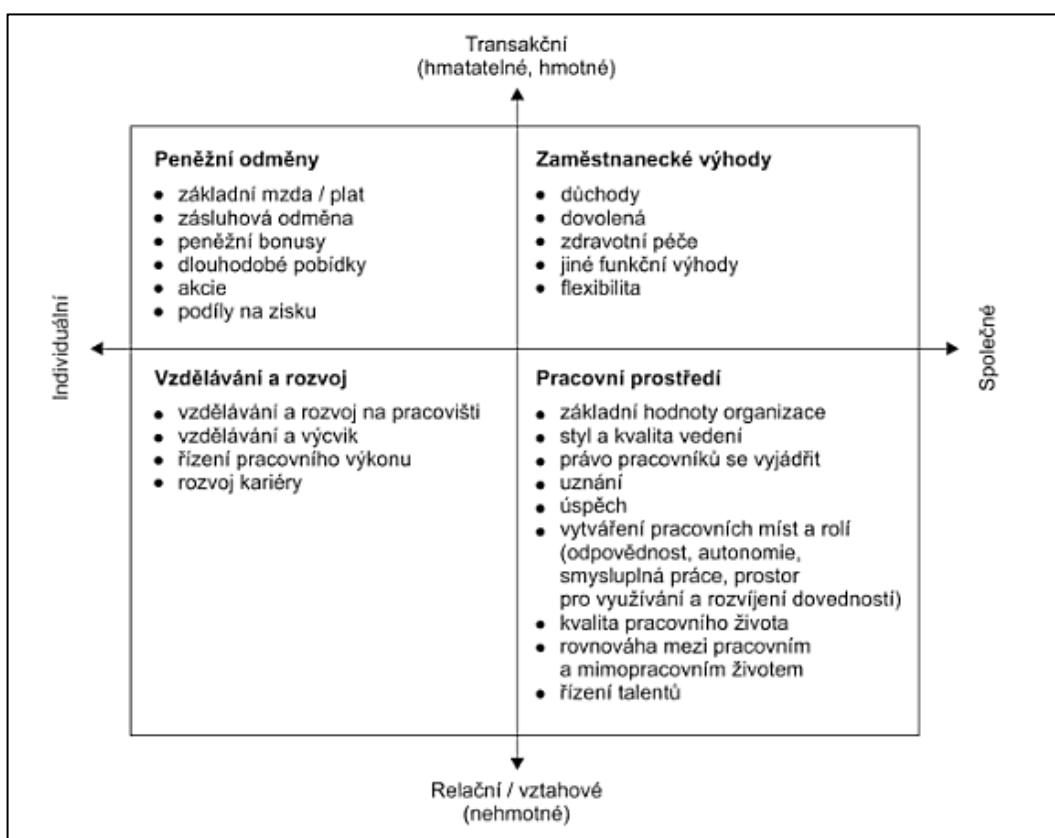 Transakční
(hmatatelné, hmotné)
Peněžní odměny
• základní mzda / plat
• zásluhová odměna
• peněžní bonusy
• dlouhodobé pobídky
• akcie
• podíly na zisku
Zaměstnanecké výhody
• důchody
• dovolená
• zdravotní péče
• jiné funkční výhody
• flexibilita
Individuální
Společné
Vzdělávání a rozvoj
• vzdělávání a rozvoj na pracovišti
• vzdělávání a výcvik
• řízení pracovního výkonu
• rozvoj kariéry
Pracovní prostředí
• základní hodnoty organizace
• styl a kvalita vedení
• právo pracovníků se vyjádřit
• uznání
• úspěch
• vytváření pracovních míst a rolí
(odpovědnost, autonomie,
smysluplná práce, prostor
pro využívání a rozvíjení dovedností)
• kvalita pracovního života
• rovnováha mezi pracovním
a mimopracovním životem
• řízení talentů
Relační / vztahové
(nehmotné)